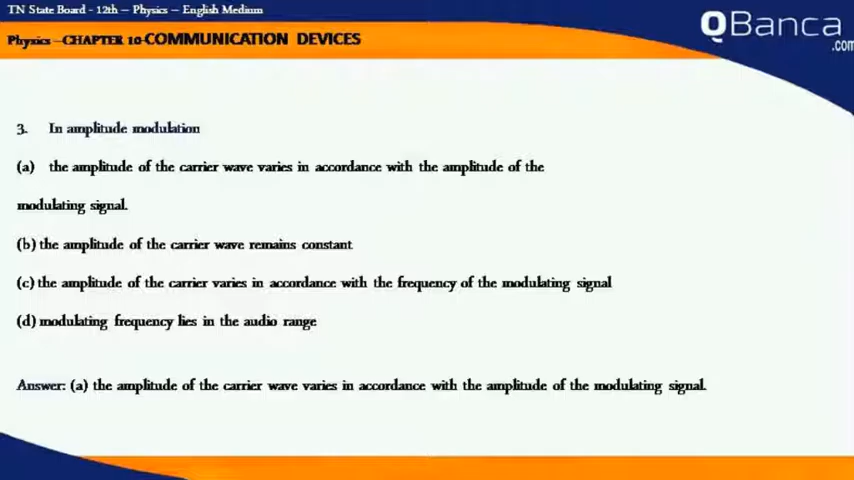 TN State Board - 12th – Physics – English Medium
Physics –CHAPTER 10-COMMUNICATION DEVICES
QBanca
.com
3. In amplitude modulation
(a) the amplitude of the carrier wave varies in accordance with the amplitude of the
modulating signal.
(b) the amplitude of the carrier wave remains constant
(c) the amplitude of the carrier varies in accordance with the frequency of the modulating signal
(d) modulating frequency lies in the audio range
Answer: (a) the amplitude of the carrier wave varies in accordance with the amplitude of the modulating signal.